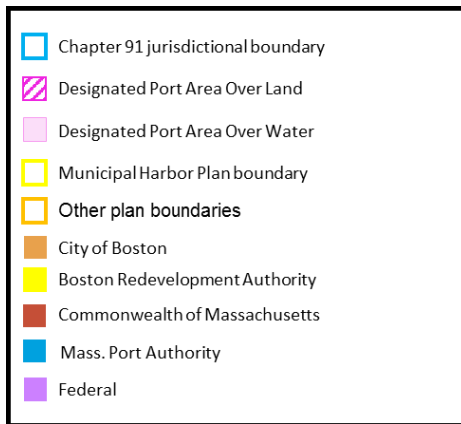 Chapter 91 jurisdictional boundary
Designated Port Area Over Land
Designated Port Area Over Water
Municipal Harbor Plan boundary
Other plan boundaries
City of Boston
Boston Redevelopment Authority
Commonwealth of Massachusetts
Mass. Port Authority
Federal